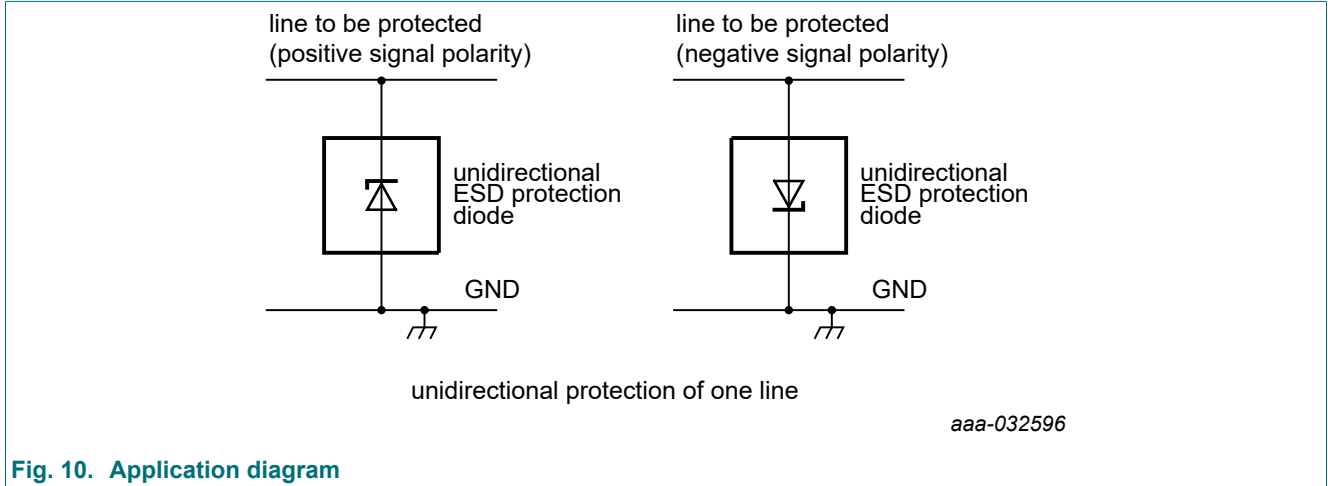 line to be protected
(positive signal polarity)
line to be protected
(negative signal polarity)
unidirectional
ESD protection
diode
unidirectional
ESD protection
diode
GND
GND
unidirectional protection of one line
aaa-032596
Fig. 10. Application diagram